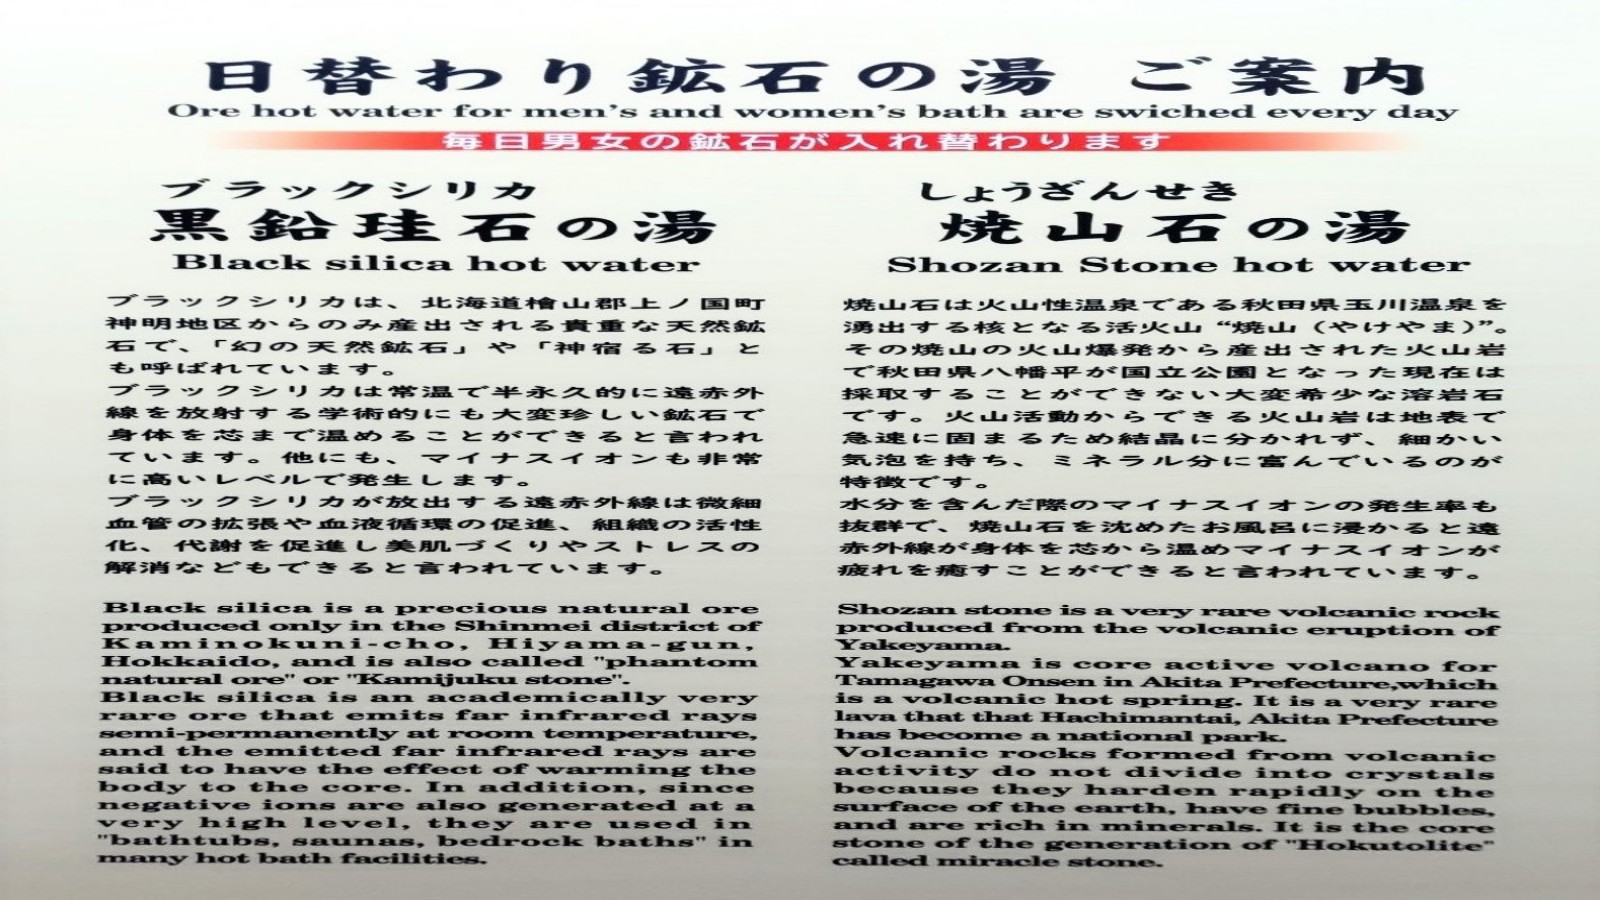 日替わり鉱石の湯 ご案内
Ore hot water for men's and women's bath are swiched every day
毎日男女の鉱石が入れ替わります
ブラックシリカ
黒鉛珪石の湯
Black silica hot water
ブラックシリカは、北海道檜山郡上ノ国町
神明地区からのみ産出される貴重な天然鉱
石で、「幻の天然鉱石」や「神宿る石」と
も呼ばれています。
ブラックシリカは常温で半永久的に遠赤外
線を放射する学術的にも大変珍しい鉱石で
身体を芯まで温めることができると言われ
ています。他にも、マイナスイオンも非常
に高いレベルで発生します。
ブラックシリカが放出する遠赤外線は微細
血管の拡張や血液循環の促進、組織の活性
化、代謝を促進し美肌づくりやストレスの
解消などもできると言われています。
Black silica is a precious natural ore
produced only in the Shinmei district of
Kaminokuni-cho, Hiyama-gun,
Hokkaido, and is also called "phantom
natural ore" or "Kamijuku stone".
Black silica is an academically very
rare ore that emits far infrared rays
semi-permanently at room temperature,
and the emitted far infrared rays are
said to have the effect of warming the
body to the core. In addition, since
negative ions are also generated at a
very high level, they are used in
"bathtubs, saunas, bedrock baths" in
many hot bath facilities.
しょうざんせき
焼山石の湯
Shozan Stone hot water
焼山石は火山性温泉である秋田県玉川温泉を
湧出する核となる活火山“焼山（やけやま）”。
その焼山の火山爆発から産出された火山岩
で秋田県八幡平が国立公園となった現在は
採取することができない大変希少な溶岩石
です。火山活動からできる火山岩は地表で
急速に固まるため結晶に分かれず、細かい
気泡を持ち、ミネラル分に富んでいるのが
特徴です。
水分を含んだ際のマイナスイオンの発生率も
抜群で、焼山石を沈めたお風呂に浸かると遠
赤外線が身体を芯から温めマイナスイオンが
疲れを癒すことができると言われています。
Shozan stone is a very rare volcanic rock
produced from the volcanic eruption of
Yakeyama.
Yakeyama is core active volcano for
Tamagawa Onsen in Akita Prefecture,which
is a volcanic hot spring. It is a very rare
lava that that Hachimantai, Akita Prefecture
has become a national park.
Volcanic rocks formed from volcanic
activity do not divide into crystals
because they harden rapidly on the
surface of the earth, have fine bubbles,
and are rich in minerals. It is the core
stone of the generation of "Hokutolite"
called miracle stone.